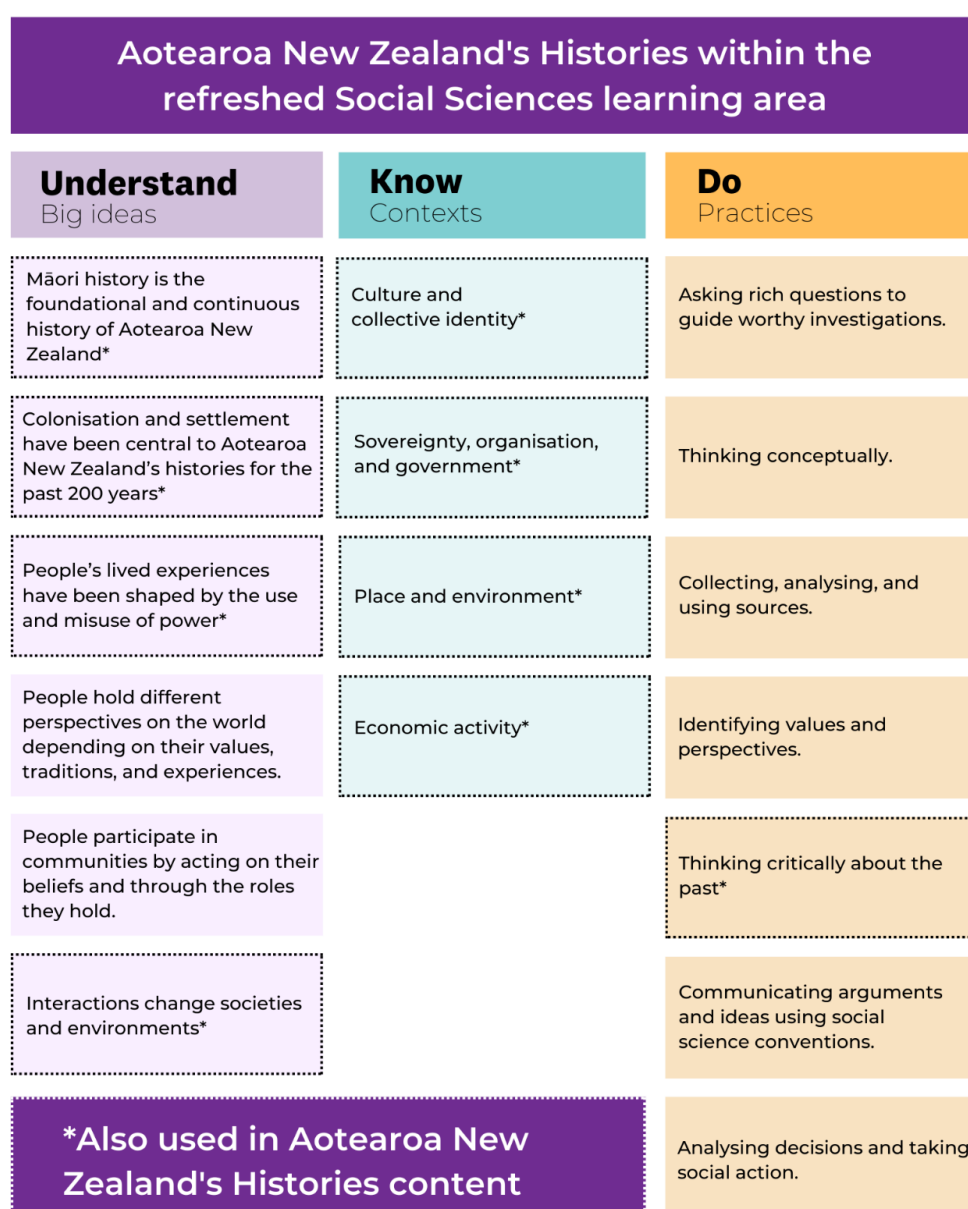 Aotearoa New Zealand's Histories within the
refreshed Social Sciences learning area
Understand
Big ideas
Māori history is the
foundational and continuous
history of Aotearoa New
Zealand*
Colonisation and settlement
have been central to Aotearoa
New Zealand’s histories for the
past 200 years*
People’s lived experiences
have been shaped by the use
and misuse of power*
People hold different
perspectives on the world
depending on their values,
traditions, and experiences.
People participate in
communities by acting on their
beliefs and through the roles
they hold.
Interactions change societies
and environments*
Know
Contexts
Culture and
collective identity*
Sovereignty, organisation,
and government*
Place and environment*
Economic activity*
Do
Practices
Asking rich questions to
guide worthy investigations.
Thinking conceptually.
Collecting, analysing, and
using sources.
Identifying values and
perspectives.
Thinking critically about the
past*
Communicating arguments
and ideas using social
science conventions.
Analysing decisions and taking
social action.
*Also used in Aotearoa New
Zealand's Histories content